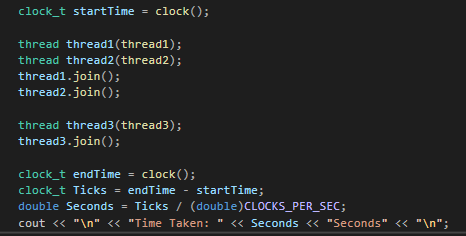 clock_t startTime = clock();
thread thread1(thread1);
thread thread2(thread2);
thread1.join();
thread2.join();
thread thread3(thread3);
thread3.join();
clock_t endTime = clock();
clock_t Ticks = endTime - startTime;
double Seconds = Ticks / (double)CLOCKS_PER_SEC;
cout << "\n" << "Time Taken: " << Seconds << "Seconds" << "\n";